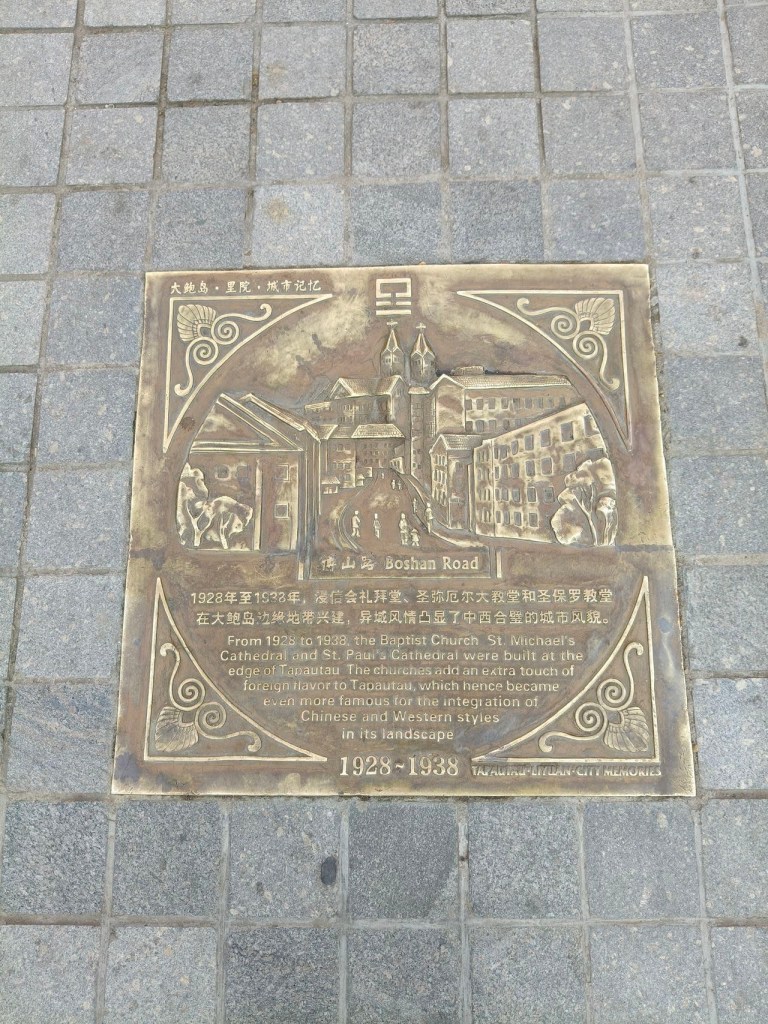 大鲍岛·里院·城市记忆
博山路 Boshan Road
1928年至1938年，浸信会礼拜堂、圣弥厄尔大教堂和圣保罗教堂
在大鲍岛边缘地带兴建，异域风情凸显了中西合璧的城市风貌。
From 1928 to 1938, the Baptist Church, St. Michael's
Cathedral and St. Paul's Cathedral were built at the
edge of Tapautau. The churches add an extra touch of
foreign flavor to Tapautau, which hence became
even more famous for the integration of
Chinese and Western styles
in its landscape
1928~1938
TAPAUTAU·LIYUAN·CITY MEMORIES